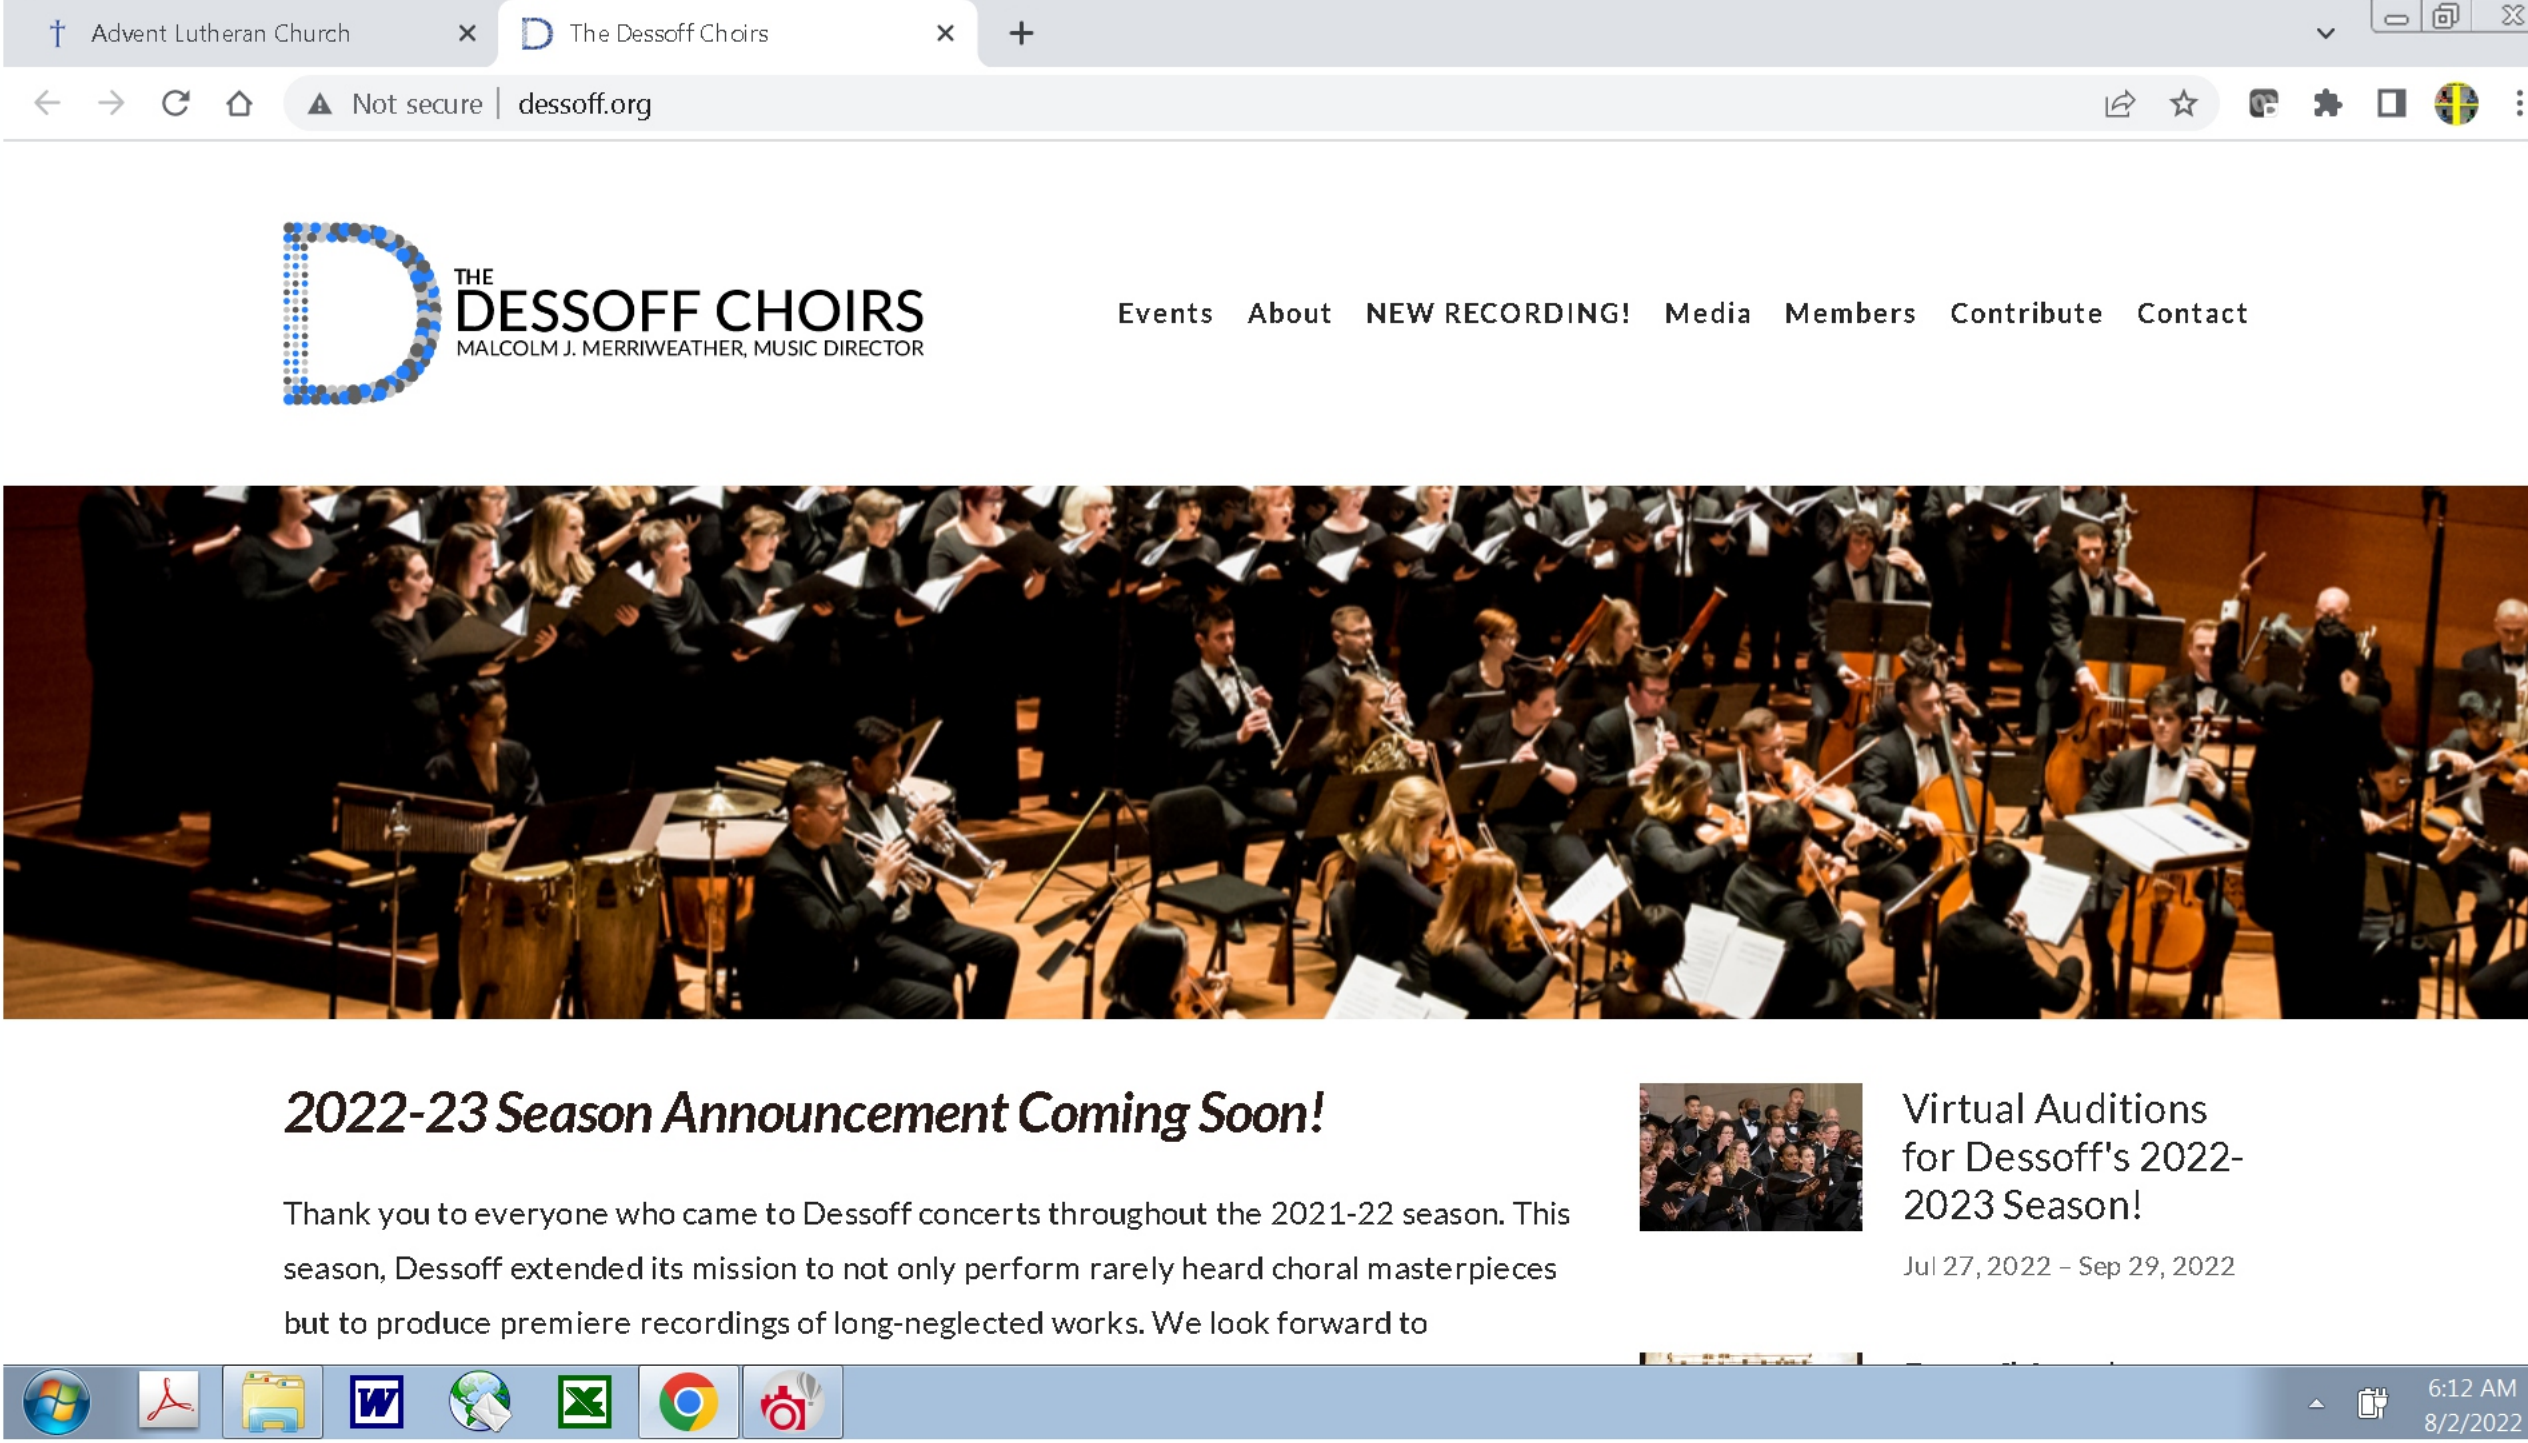 Advent Lutheran Church
The Dessoff Choirs
Not secure
dessoff.org
THE
DESSOFF CHOIRS
MALCOLM J. MERRIWEATHER, MUSIC DIRECTOR
Events About NEW RECORDING! Media Members Contribute Contact
2022-23 Season Announcement Coming Soon!
Thank you to everyone who came to Dessoff concerts throughout the 2021-22 season. This
season, Dessoff extended its mission to not only perform rarely heard choral masterpieces
but to produce premiere recordings of long-neglected works. We look forward to
Virtual Auditions
for Dessoff's 2022-
2023 Season!
Jul 27, 2022 – Sep 29, 2022
6:12 AM
8/2/2022